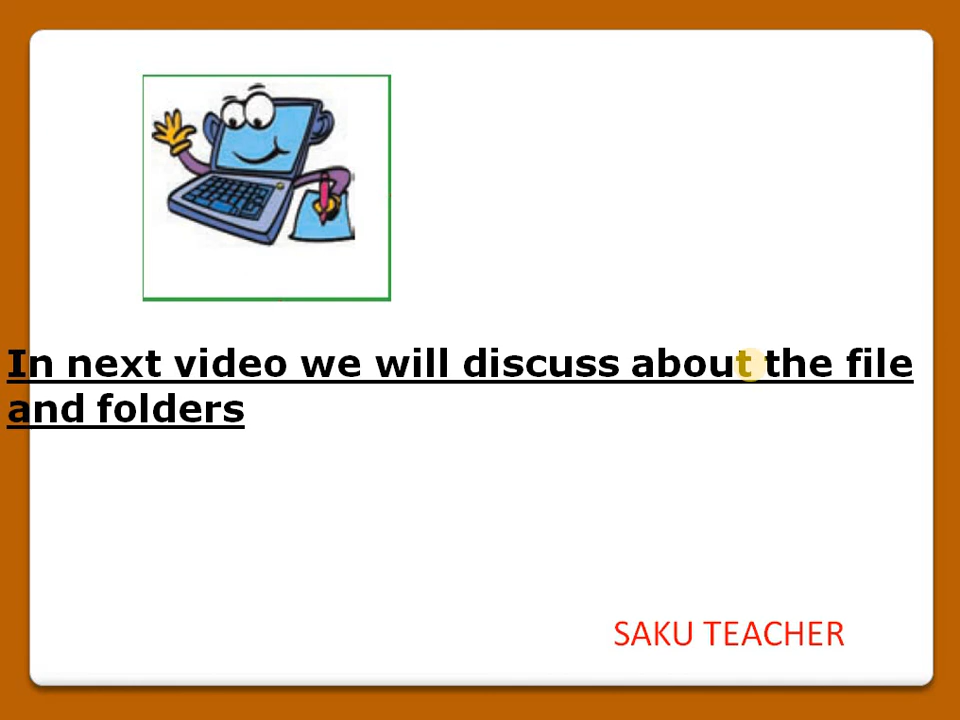 In next video we will discuss about the file
and folders
SAKU TEACHER